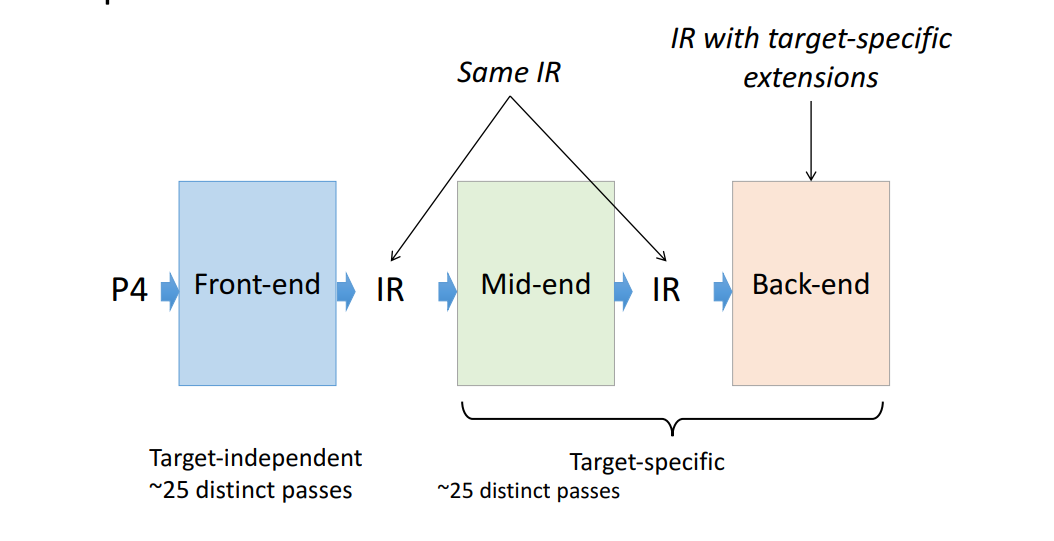 IR with target-specific
extensions
Same IR
P4
Front-end
IR
Mid-end
IR
Back-end
Target-independent
~25 distinct passes
Target-specific
~25 distinct passes